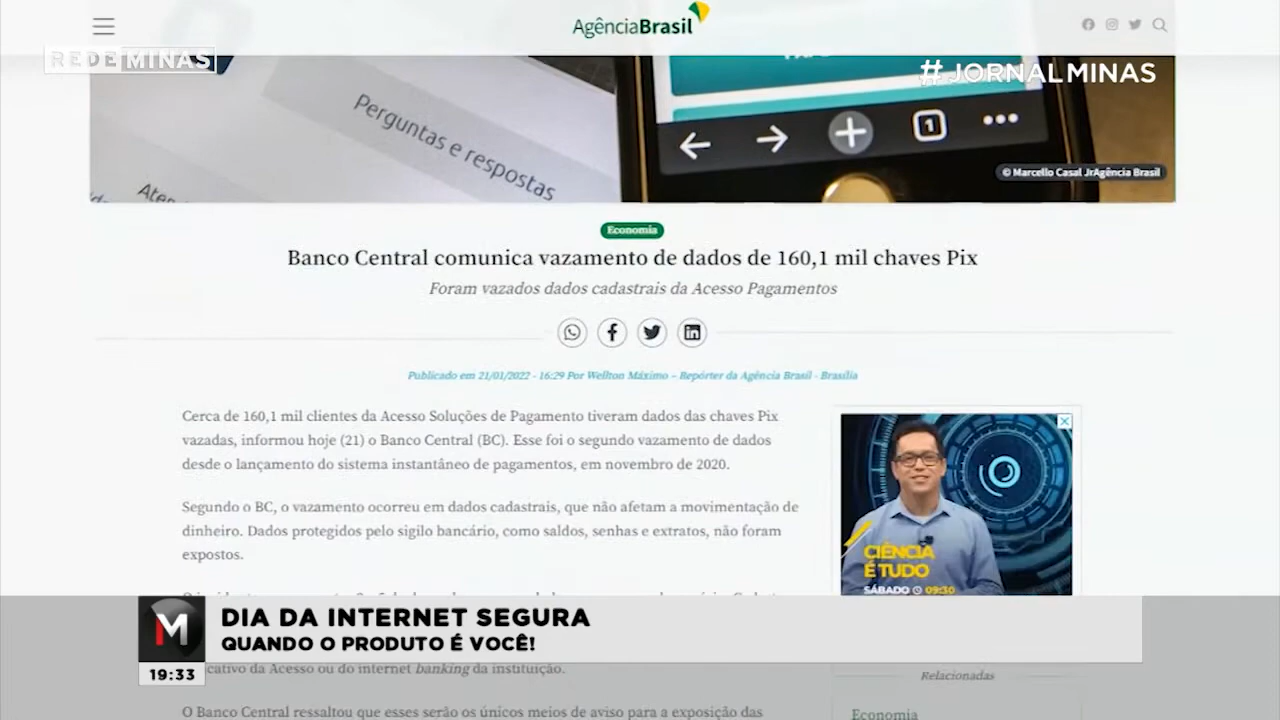 AgênciaBrasil
REDE MINAS
#JORNALMINAS
Perguntas e respostas
1
© Marcello Casal JrAgência Brasil
Economia
Banco Central comunica vazamento de dados de 160,1 mil chaves Pix
Foram vazados dados cadastrais da Acesso Pagamentos
Publicado em 21/01/2022 - 16:29 Por Wellton Máximo - Repórter da Agência Brasil - Brasília
Cerca de 160,1 mil clientes da Acesso Soluções de Pagamento tiveram dados das chaves Pix
vazadas, informou hoje (21) o Banco Central (BC). Esse foi o segundo vazamento de dados
desde o lançamento do sistema instantâneo de pagamentos, em novembro de 2020.
Segundo o BC, o vazamento ocorreu em dados cadastrais, que não afetam a movimentação de
dinheiro. Dados protegidos pelo sigilo bancário, como saldos, senhas e extratos, não foram
expostos.
CIÊNCIA
É TUDO
SÁBADO 09:30
M
DIA DA INTERNET SEGURA
QUANDO O PRODUTO É VOCÊ!
19:33
cativo da Acesso ou do internet banking da instituição.
Relacionadas
O Banco Central ressaltou que esses serão os únicos meios de aviso para a exposição das
Economia